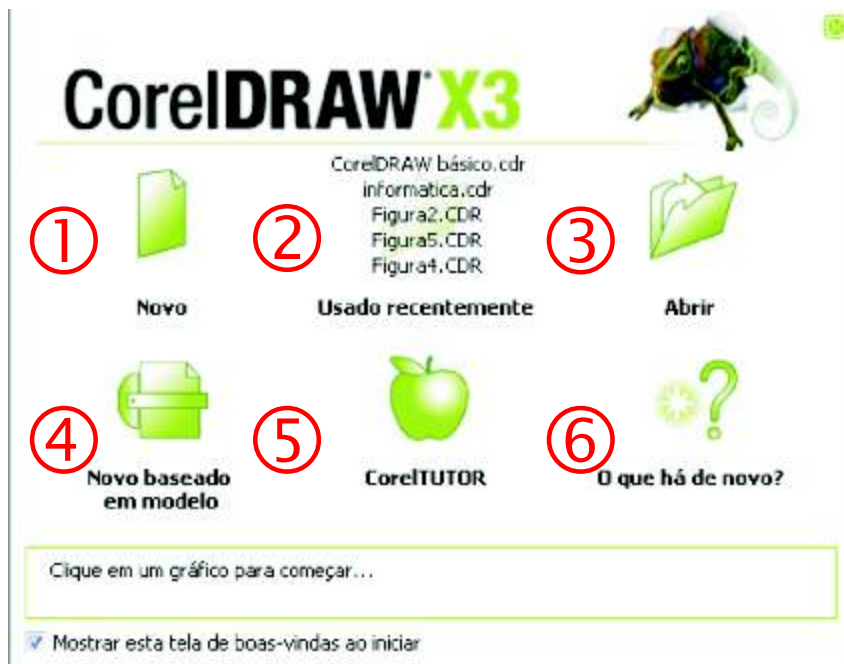 CorelDRAW X3
① Novo
② CorelDRAW básico.cdr
informatica.cdr
Figura2.CDR
Figura5.CDR
Figura4.CDR
Usado recentemente
③ Abrir
④ Novo baseado
em modelo
⑤ CorelTUTOR
⑥ O que há de novo?
Clique em um gráfico para começar...
Mostrar esta tela de boas-vindas ao iniciar